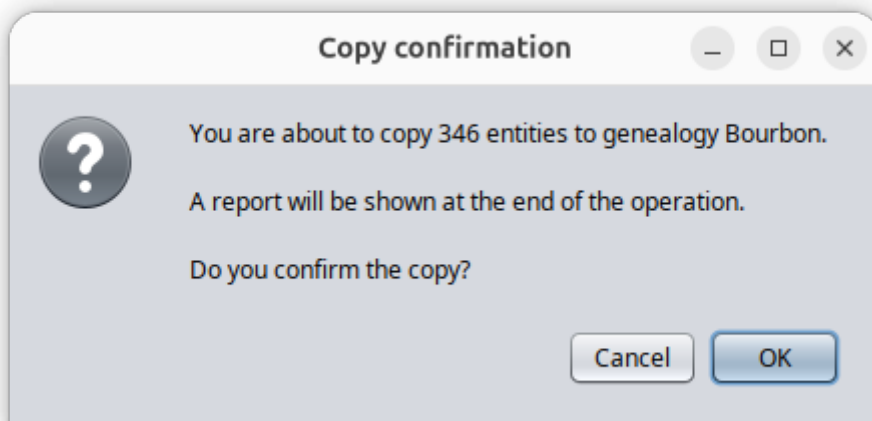 Copy confirmation
You are about to copy 346 entities to genealogy Bourbon.
A report will be shown at the end of the operation.
Do you confirm the copy?
Cancel OK